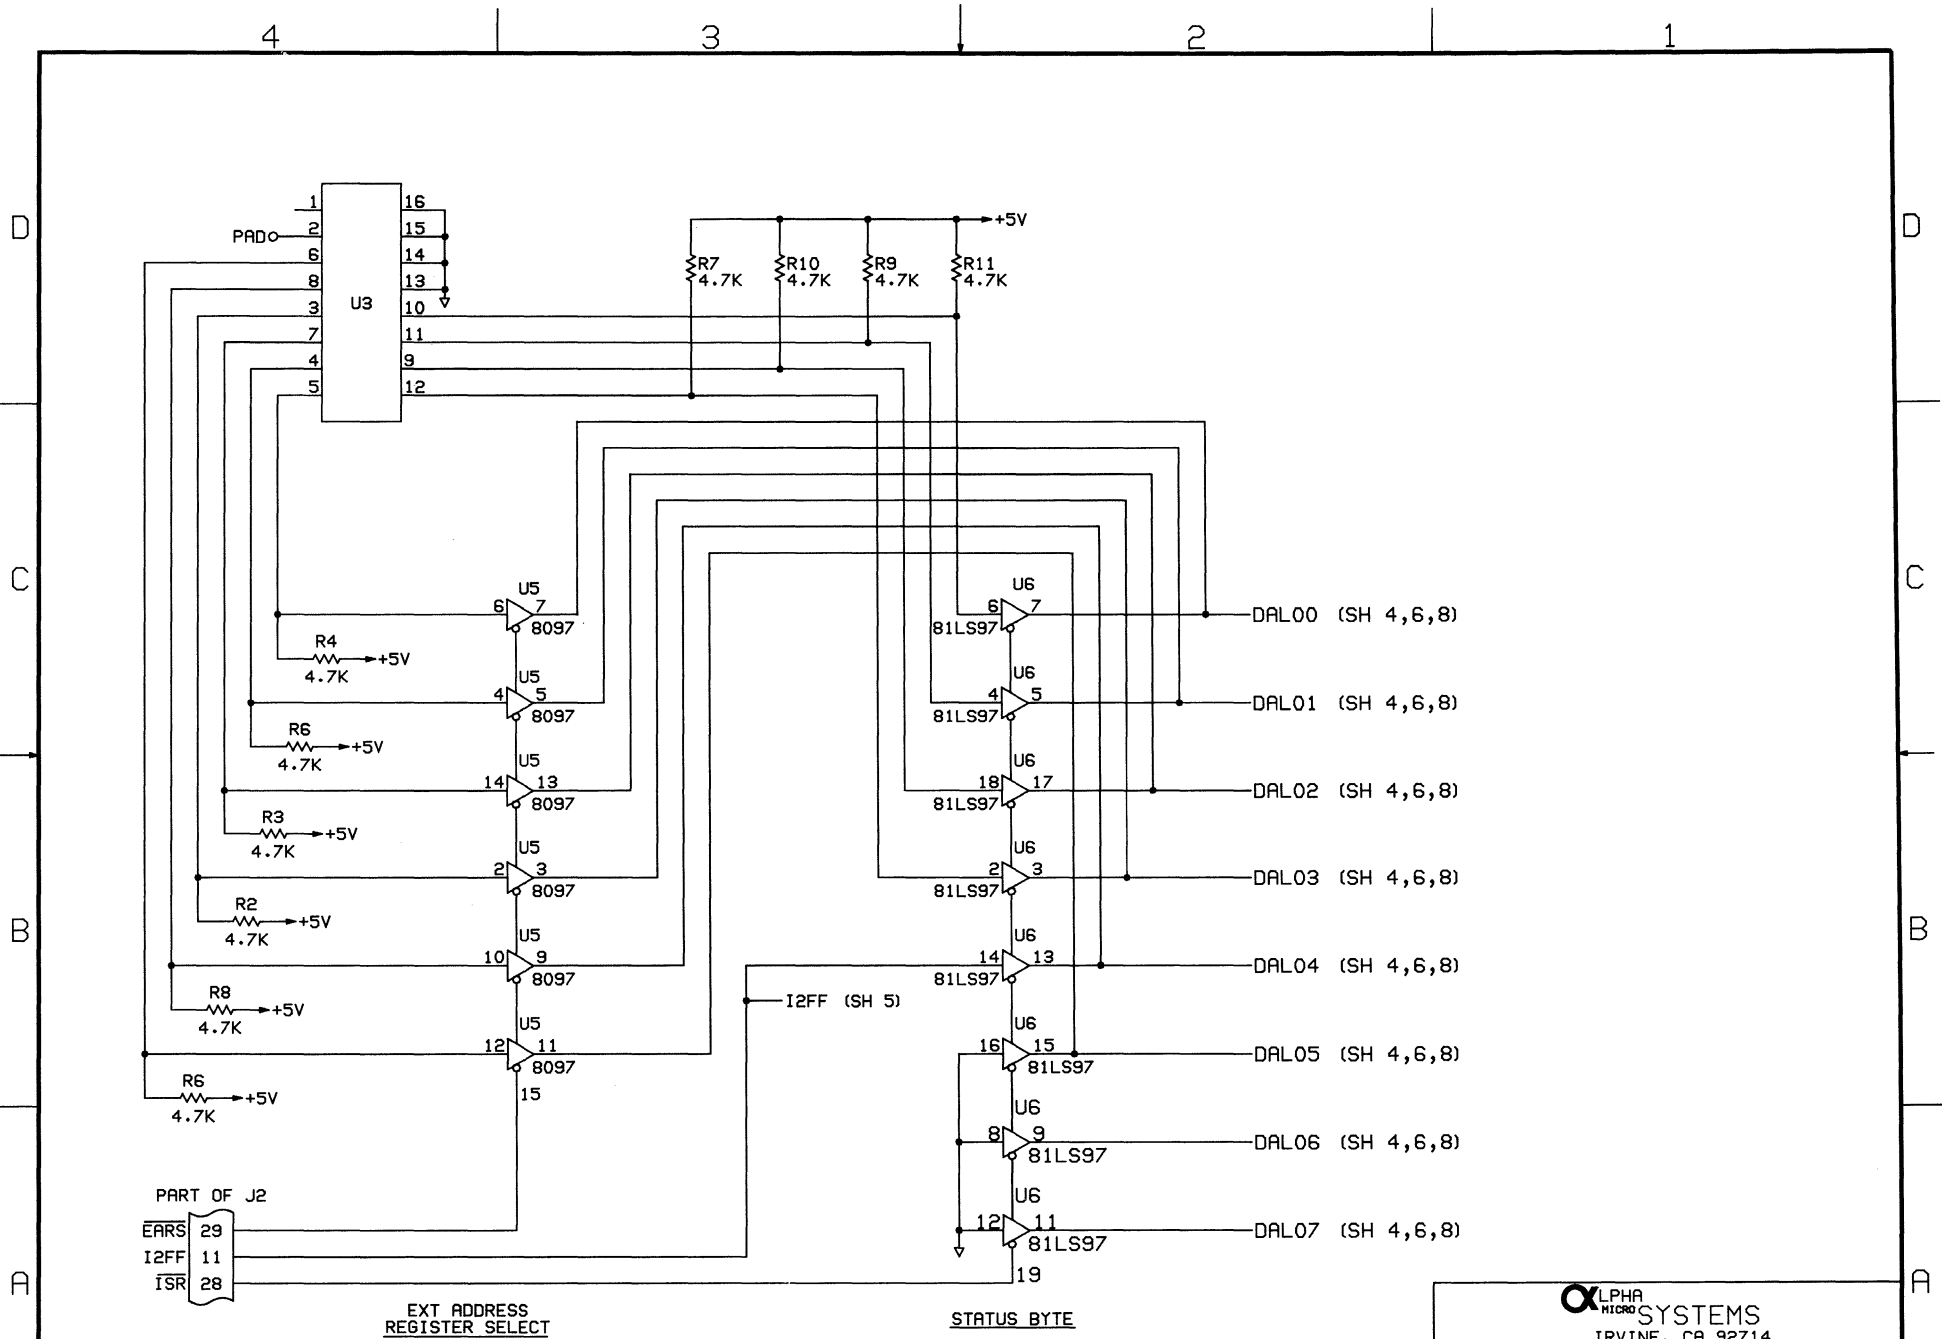 4 3 2 1
D D
C C
B B
A A
1 16
PAD 2 15
6 14
8 13
U3
3 10
7 11
4 9
5 12
+5V
R7 4.7K
R10 4.7K
R9 4.7K
R11 4.7K
U5
6 7
8097
R4
4.7K
+5V
U5
4 5
8097
R6
4.7K
+5V
U5
14 13
8097
R3
4.7K
+5V
U5
2 3
8097
R2
4.7K
+5V
U5
10 9
8097
R8
4.7K
+5V
U5
12 11
8097
15
R6
4.7K
+5V
U6
6 7
81LS97
DAL00 (SH 4,6,8)
U6
4 5
81LS97
DAL01 (SH 4,6,8)
U6
18 17
81LS97
DAL02 (SH 4,6,8)
U6
2 3
81LS97
DAL03 (SH 4,6,8)
U6
14 13
81LS97
DAL04 (SH 4,6,8)
I2FF (SH 5)
U6
16 15
81LS97
DAL05 (SH 4,6,8)
U6
8 9
81LS97
DAL06 (SH 4,6,8)
U6
12 11
81LS97
DAL07 (SH 4,6,8)
19
PART OF J2
EARS 29
I2FF 11
ISR 28
EXT ADDRESS
REGISTER SELECT
STATUS BYTE
ALPHA
MICRO SYSTEMS
IRVINE, CA 92714